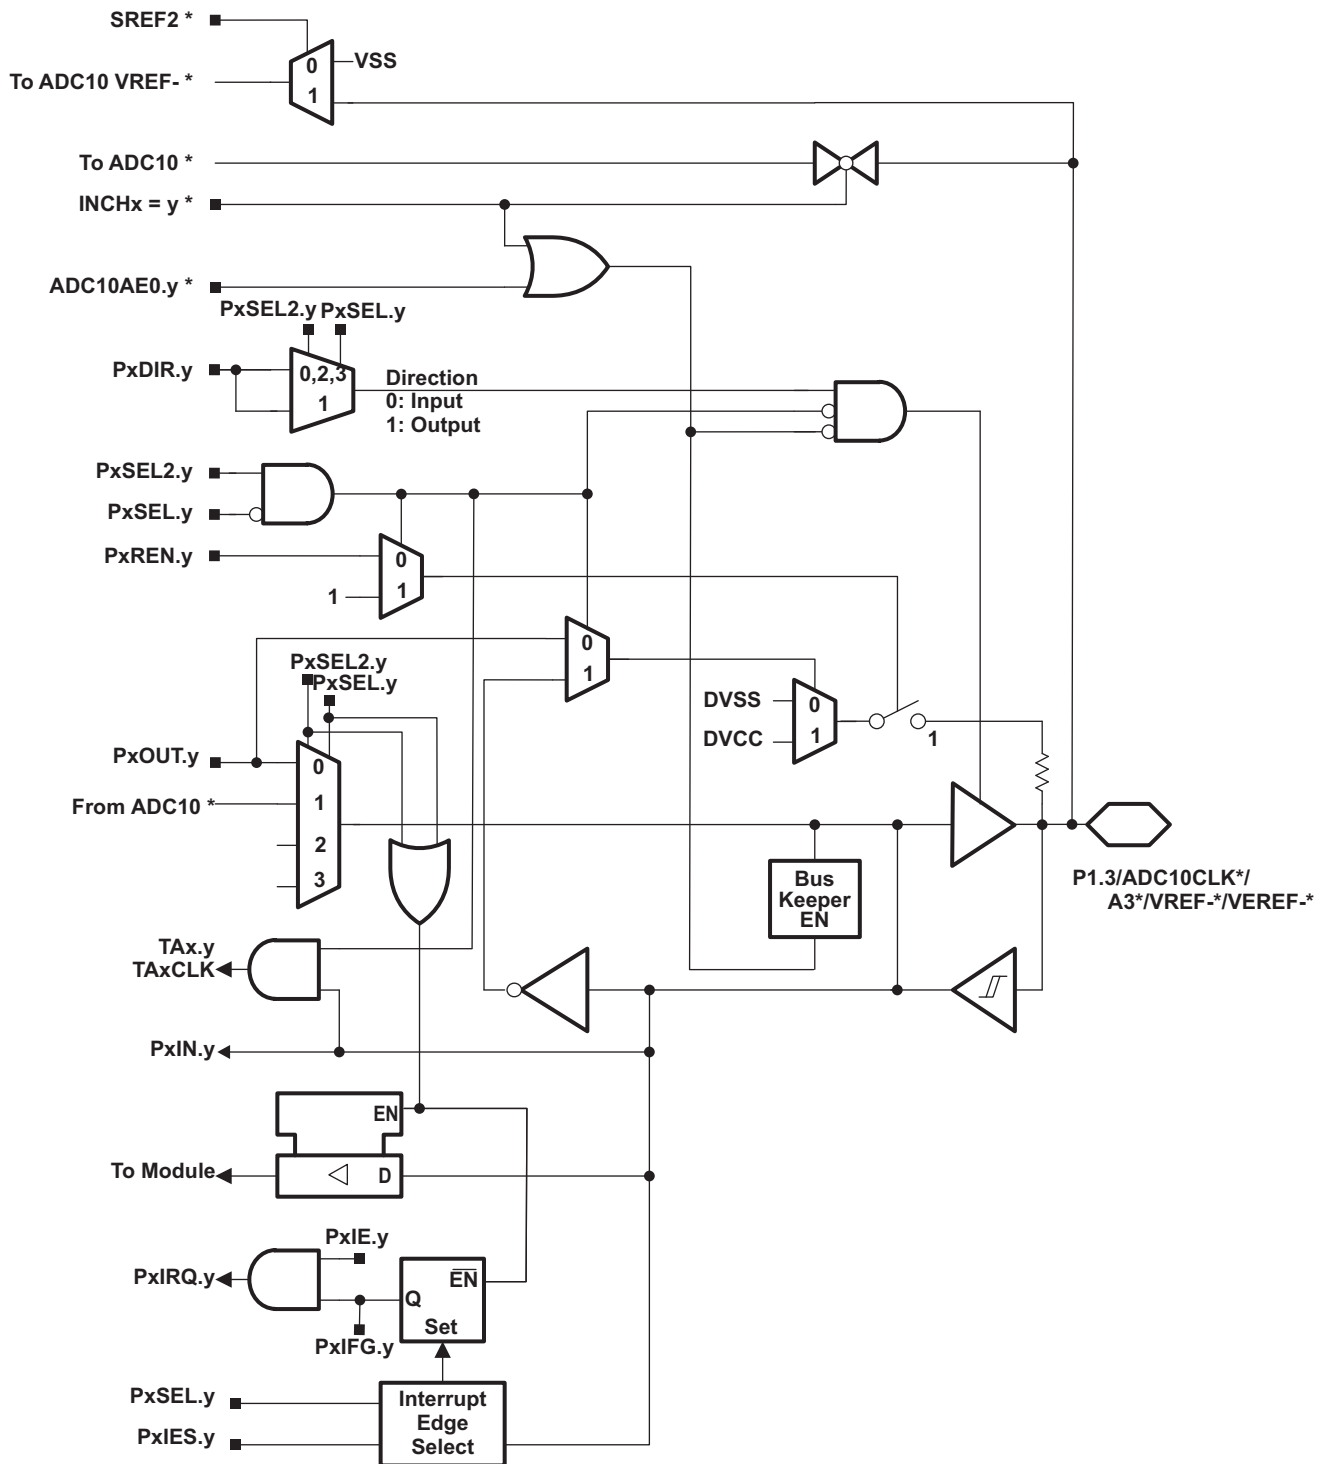 SREF2 *
VSS
0
To ADC10 VREF- *
1
To ADC10 *
INCHx = y *
ADC10AE0.y *
PxSEL2.y PxSEL.y
PxDIR.y
0,2,3
1
Direction
0: Input
1: Output
PxSEL2.y
PxSEL.y
PxREN.y
0
1
1
0
1
PxSEL2.y
PxSEL.y
DVSS
0
DVCC
1
1
PxOUT.y
0
From ADC10 *
1
2
3
Bus
Keeper
EN
P1.3/ADC10CLK*/
A3*/VREF-*/VEREF-*
TAx.y
TAxCLK
PxIN.y
EN
To Module
D
PxIE.y
PxIRQ.y
EN
Q
Set
PxIFG.y
PxSEL.y
PxIES.y
Interrupt
Edge
Select